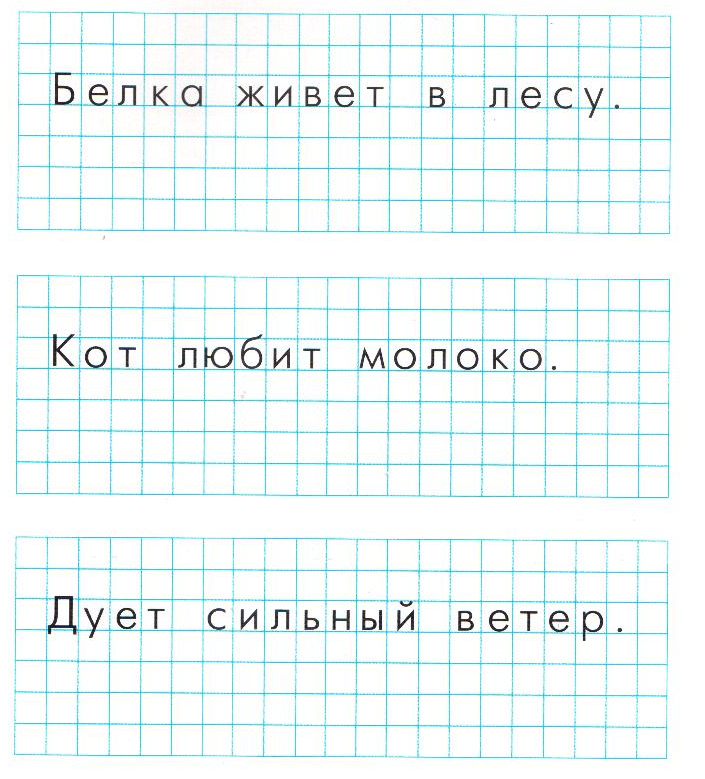 Белка живет в лесу.
Кот любит молоко.
Дует сильный ветер.